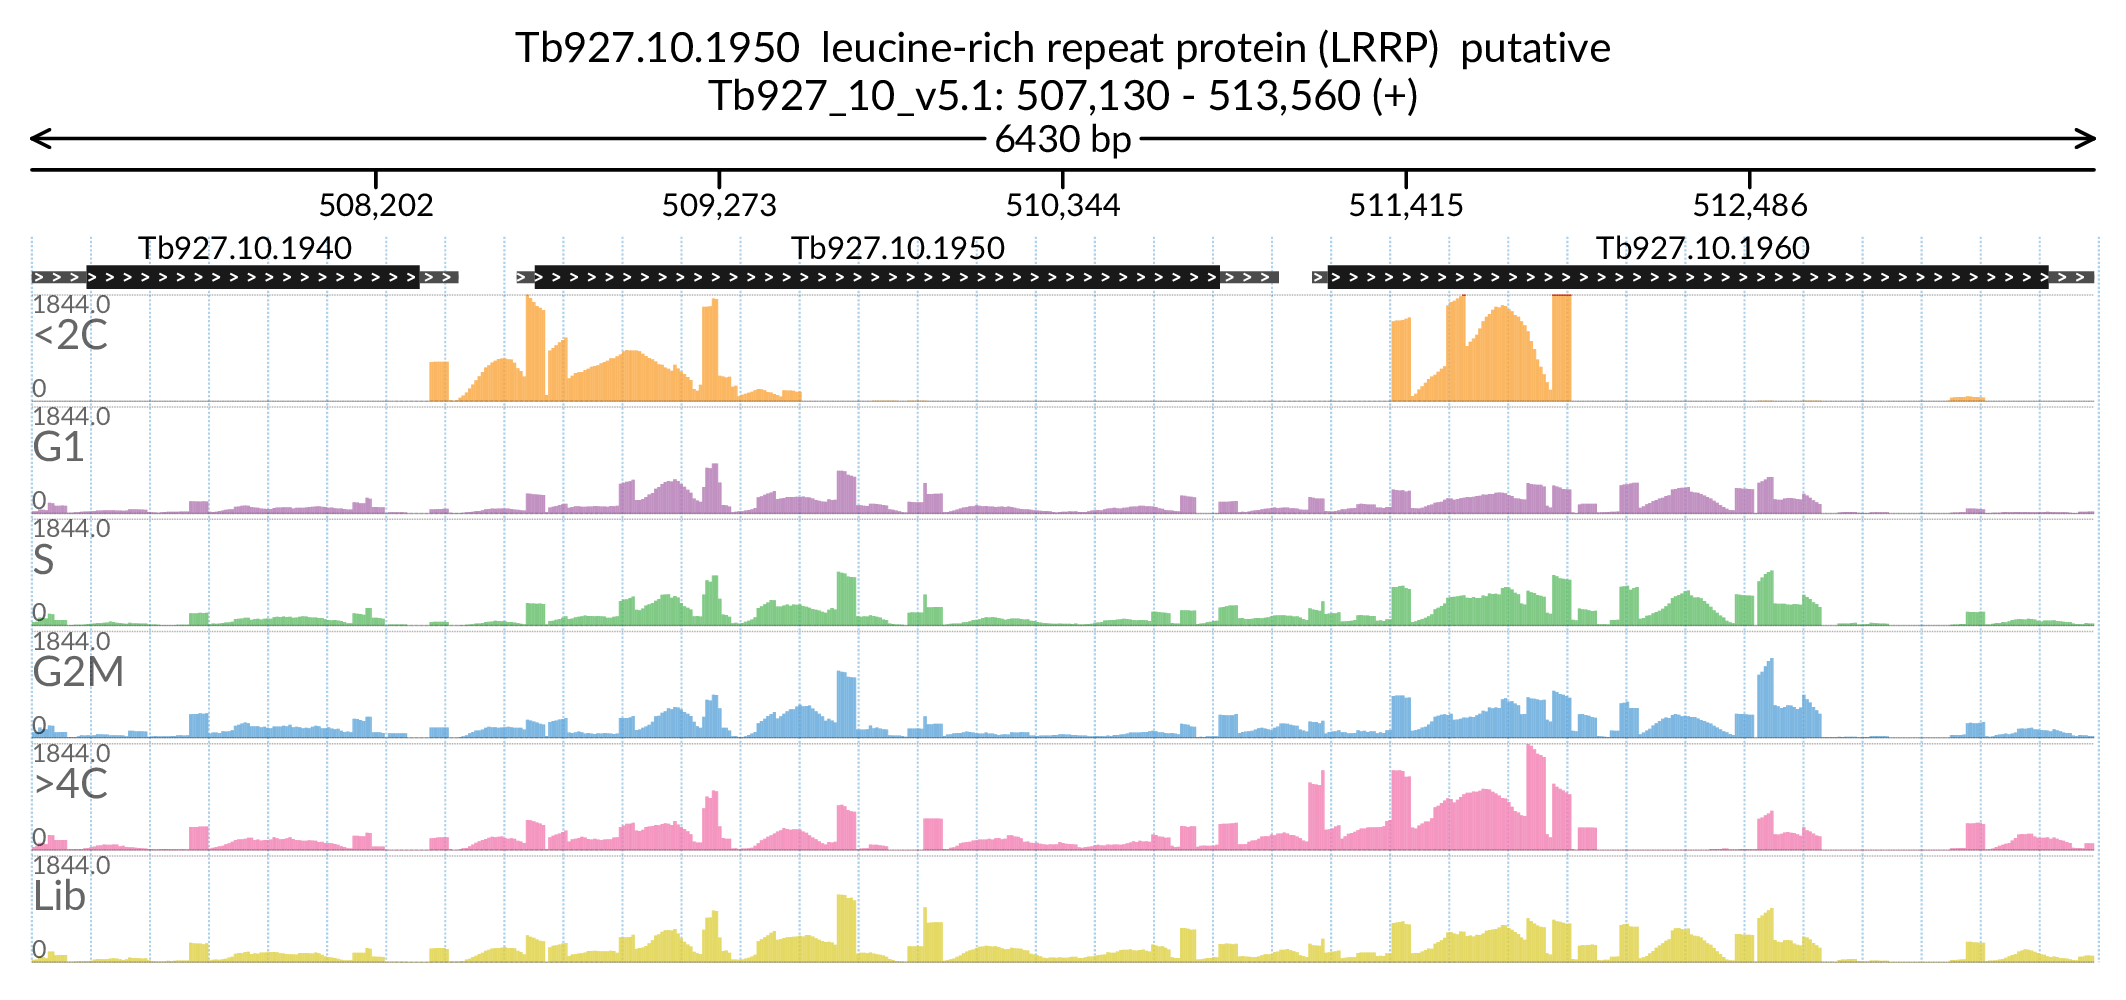 Tb927.10.1950 leucine-rich repeat protein (LRRP) putative
Tb927_10_v5.1: 507,130 - 513,560 (+)
6430 bp
508,202 509,273 510,344 511,415 512,486
Tb927.10.1940 Tb927.10.1950 Tb927.10.1960
1844.0
<2C
0
1844.0
G1
0
1844.0
S
0
1844.0
G2M
0
1844.0
>4C
0
1844.0
Lib
0